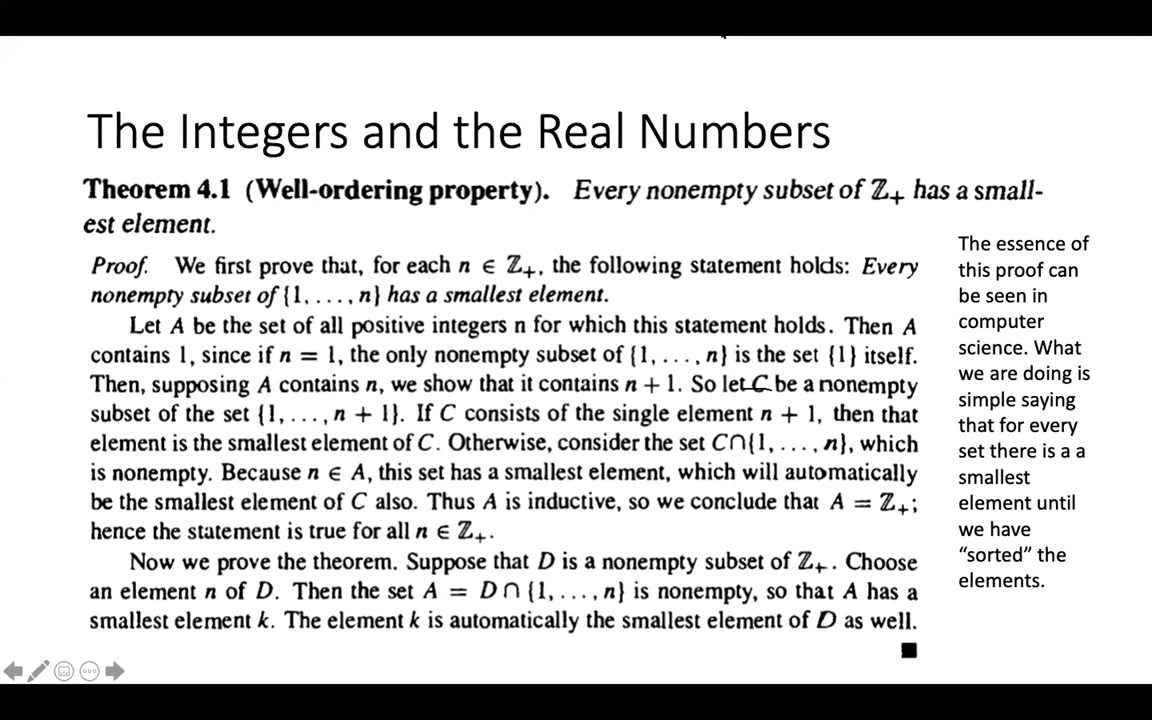 The Integers and the Real Numbers
Theorem 4.1 (Well-ordering property). Every nonempty subset of ℤ₊ has a small-
est element.
Proof. We first prove that, for each n ∈ ℤ₊, the following statement holds: Every
nonempty subset of {1, . . . , n} has a smallest element.
Let A be the set of all positive integers n for which this statement holds. Then A
contains 1, since if n = 1, the only nonempty subset of {1, . . . , n} is the set {1} itself.
Then, supposing A contains n, we show that it contains n + 1. So let C be a nonempty
subset of the set {1, . . . , n + 1}. If C consists of the single element n + 1, then that
element is the smallest element of C. Otherwise, consider the set C∩{1, . . . , n}, which
is nonempty. Because n ∈ A, this set has a smallest element, which will automatically
be the smallest element of C also. Thus A is inductive, so we conclude that A = ℤ₊;
hence the statement is true for all n ∈ ℤ₊.
Now we prove the theorem. Suppose that D is a nonempty subset of ℤ₊. Choose
an element n of D. Then the set A = D ∩ {1, . . . , n} is nonempty, so that A has a
smallest element k. The element k is automatically the smallest element of D as well.
The essence of
this proof can
be seen in
computer
science. What
we are doing is
simple saying
that for every
set there is a a
smallest
element until
we have
“sorted” the
elements.